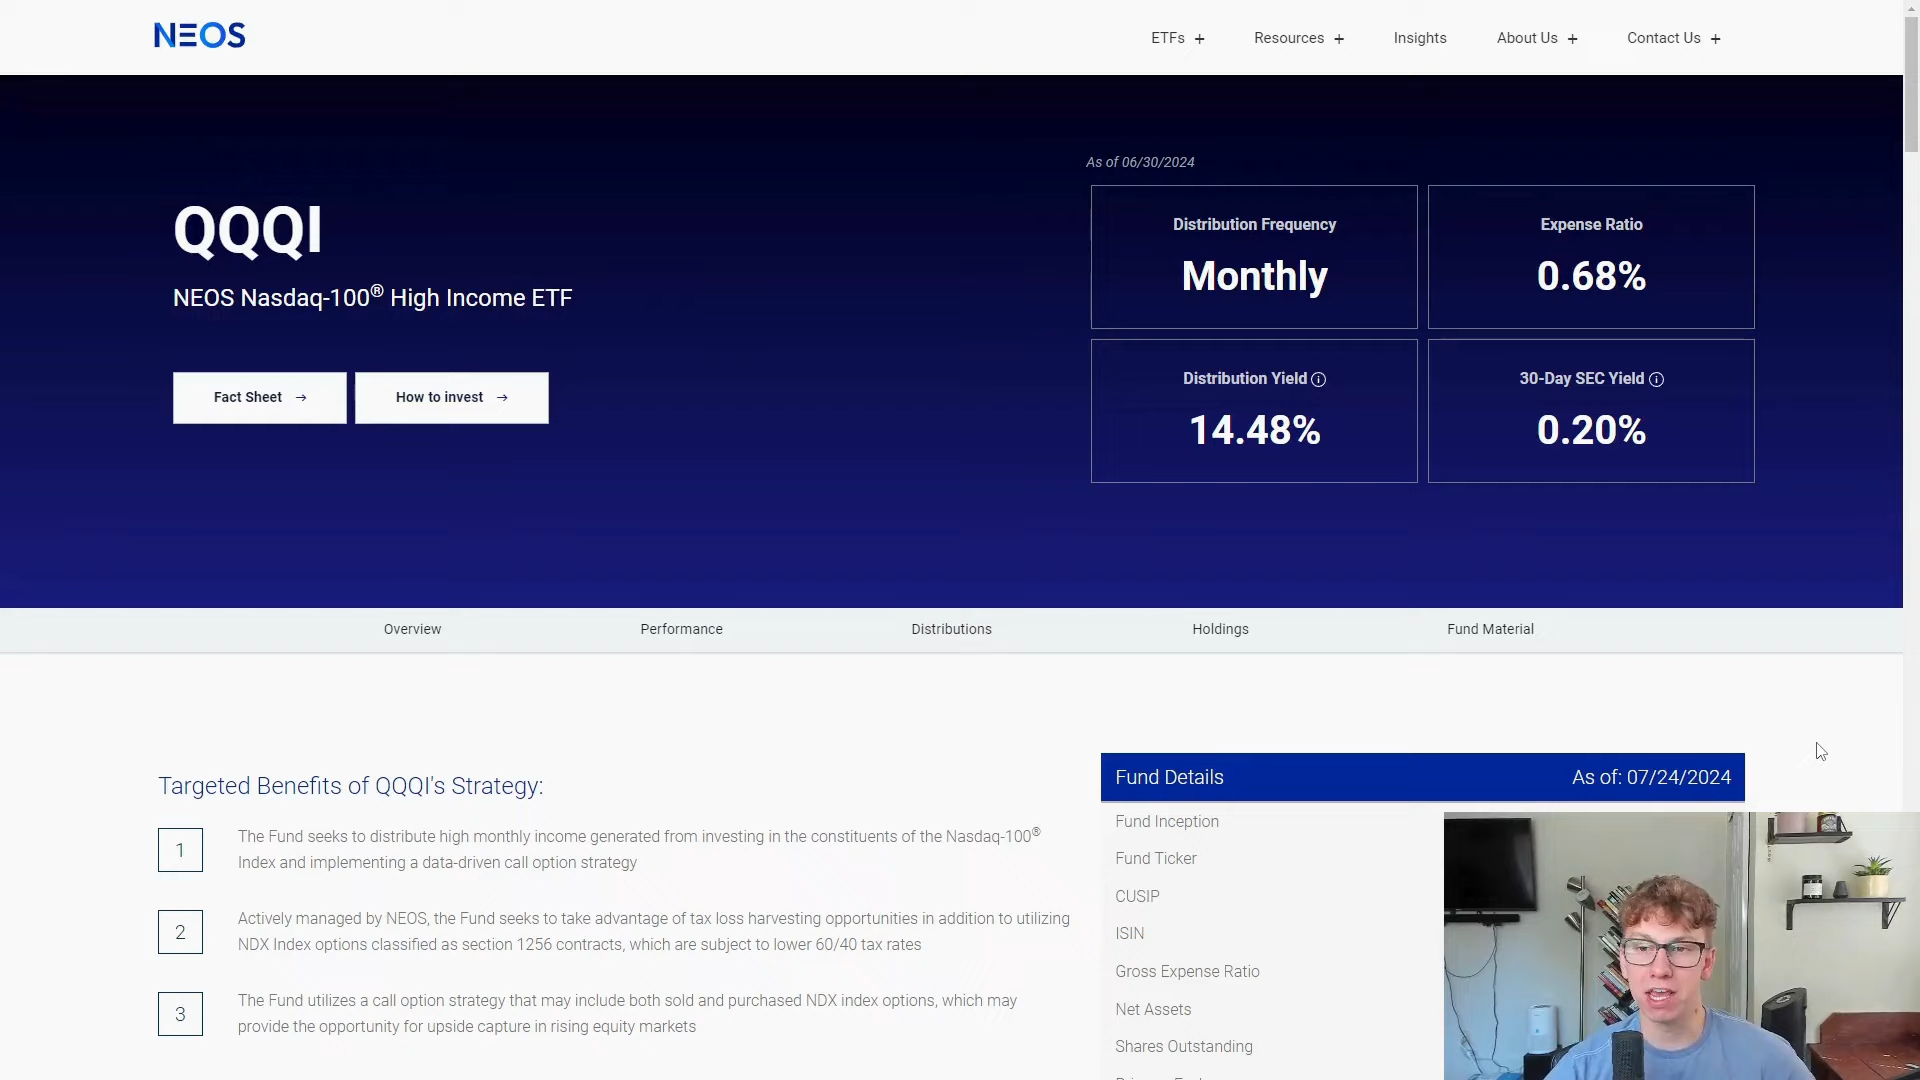 NEOS
ETFs +
Resources +
Insights
About Us +
Contact Us +
As of 06/30/2024
QQQI
NEOS Nasdaq-100® High Income ETF
Fact Sheet →
How to invest →
Distribution Frequency
Monthly
Expense Ratio
0.68%
Distribution Yield
14.48%
30-Day SEC Yield
0.20%
Overview
Performance
Distributions
Holdings
Fund Material
Targeted Benefits of QQQI's Strategy:
1
The Fund seeks to distribute high monthly income generated from investing in the constituents of the Nasdaq-100®
Index and implementing a data-driven call option strategy
2
Actively managed by NEOS, the Fund seeks to take advantage of tax loss harvesting opportunities in addition to utilizing
NDX Index options classified as section 1256 contracts, which are subject to lower 60/40 tax rates
3
The Fund utilizes a call option strategy that may include both sold and purchased NDX index options, which may
provide the opportunity for upside capture in rising equity markets
Fund Details
As of: 07/24/2024
Fund Inception
Fund Ticker
CUSIP
ISIN
Gross Expense Ratio
Net Assets
Shares Outstanding